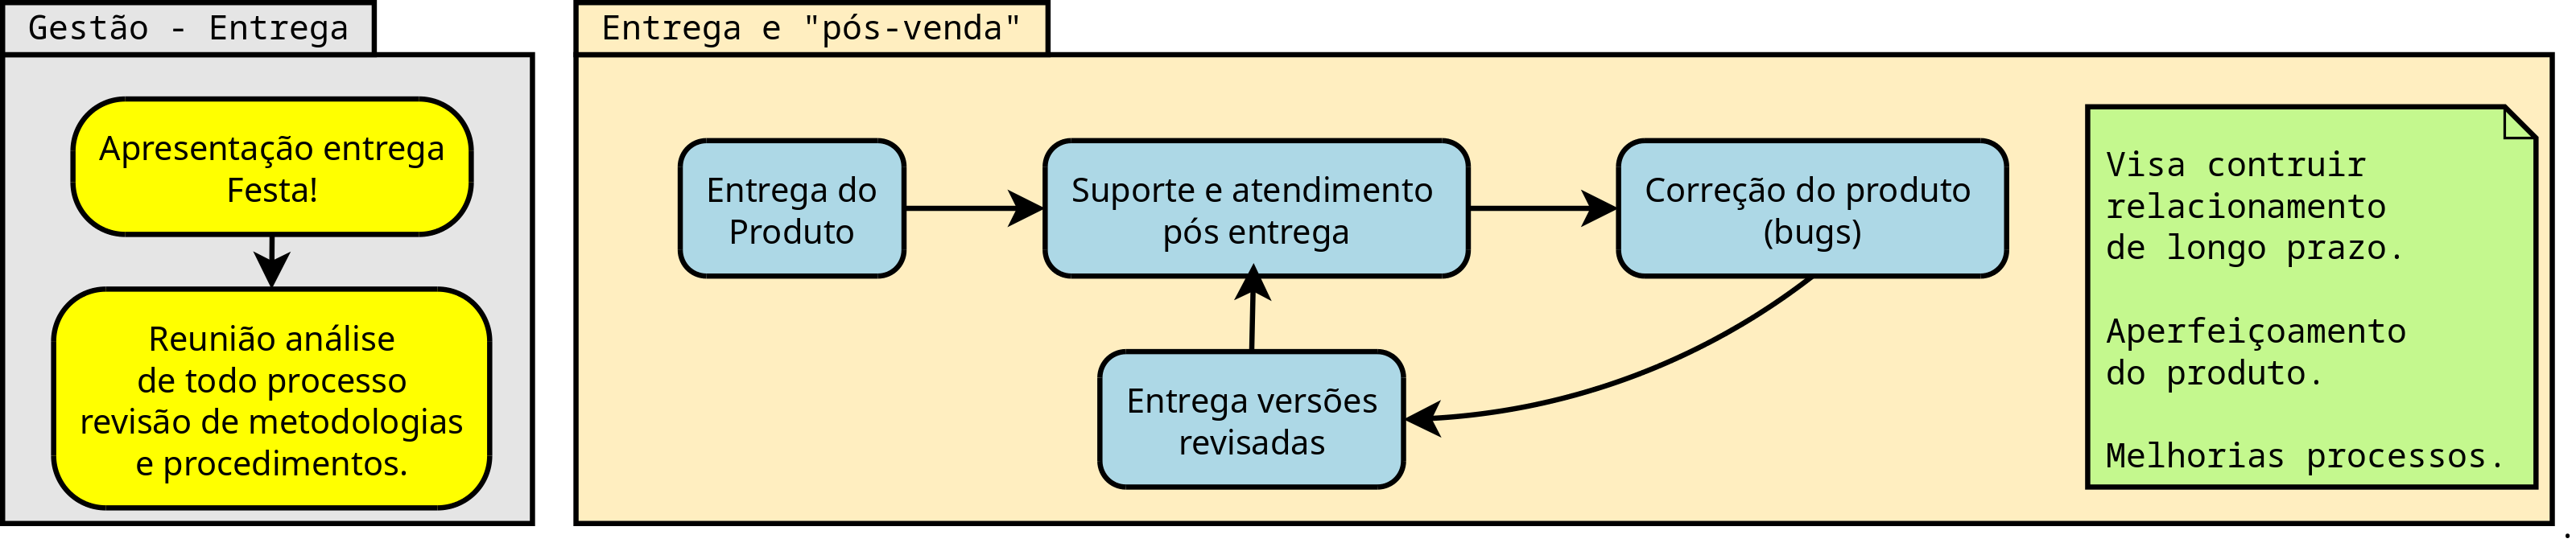 Gestão - Entrega
Apresentação entrega
Festa!
Reunião análise
de todo processo
revisão de metodologias
e procedimentos.
Entrega e "pós-venda"
Entrega do
Produto
Suporte e atendimento
pós entrega
Correção do produto
(bugs)
Entrega versões
revisadas
Visa contruir
relacionamento
de longo prazo.
Aperfeiçoamento
do produto.
Melhorias processos.
.